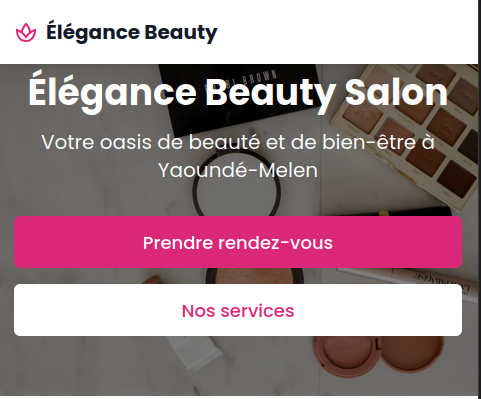 Élégance Beauty
Élégance Beauty Salon
Votre oasis de beauté et de bien-être à
Yaoundé-Melen
Prendre rendez-vous
Nos services